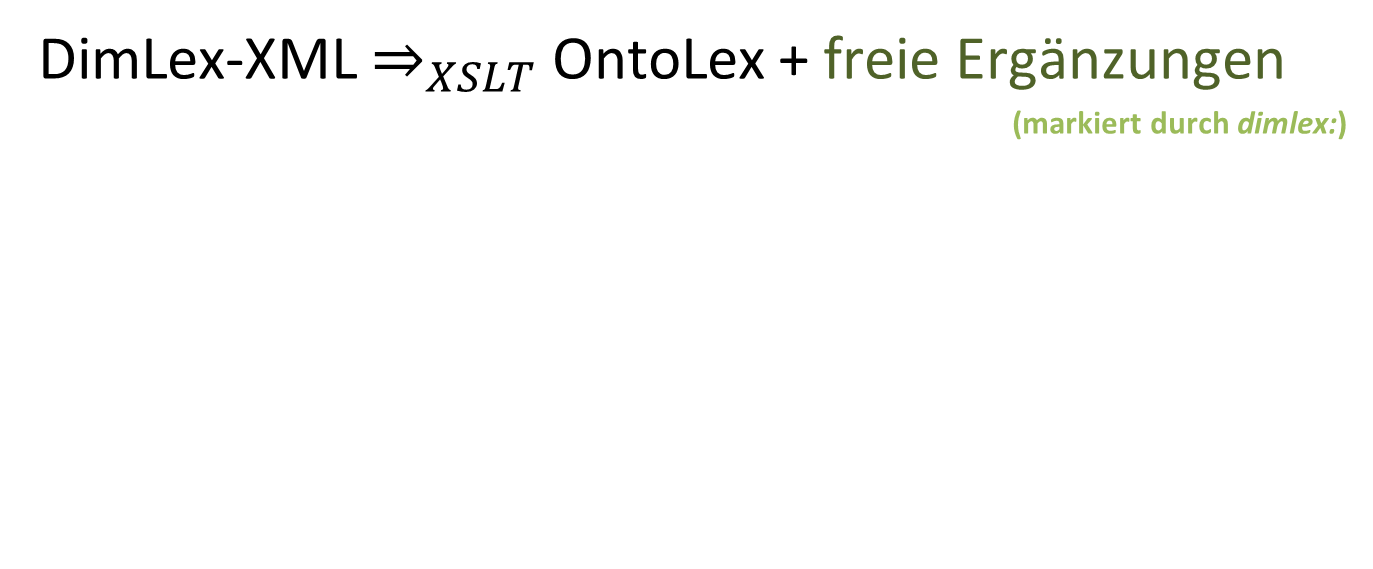 DimLex-XML ⇒XSLT OntoLex + freie Ergänzungen
(markiert durch dimlex:)